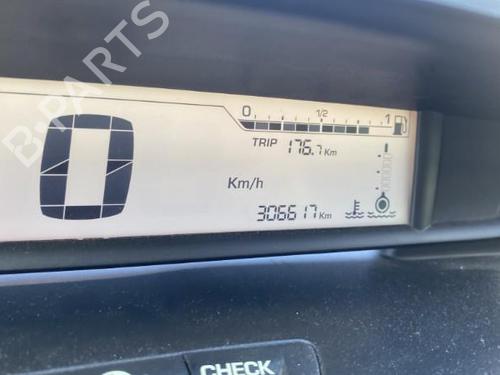 0 1/2 1
TRIP 176.7 Km
0
Km/h
306617 Km
CHECK
B-PARTS